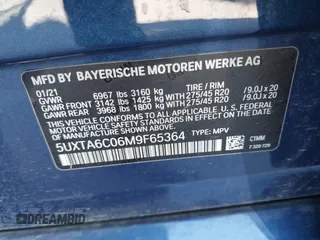 MFD BY BAYERISCHE MOTOREN WERKE AG
01/21 TIRE / RIM
GVWR 6967 lbs 3160 kg
GAWR FRONT 3142 lbs 1425 kg WITH 275/45 R20 /9.0J x 20
GAWR REAR 3968 lbs 1800 kg WITH 275/45 R20 /9.0J x 20
THIS VEHICLE CONFORMS TO ALL APPLICABLE U.S. FEDERAL
MOTOR VEHICLE SAFETY STANDARDS IN EFFECT ON THE DATE OF
MANUFACTURE SHOWN ABOVE.
5UXTA6C06M9F65364 TYPE: MPV
C1MM
7 320 729
DREAMBID